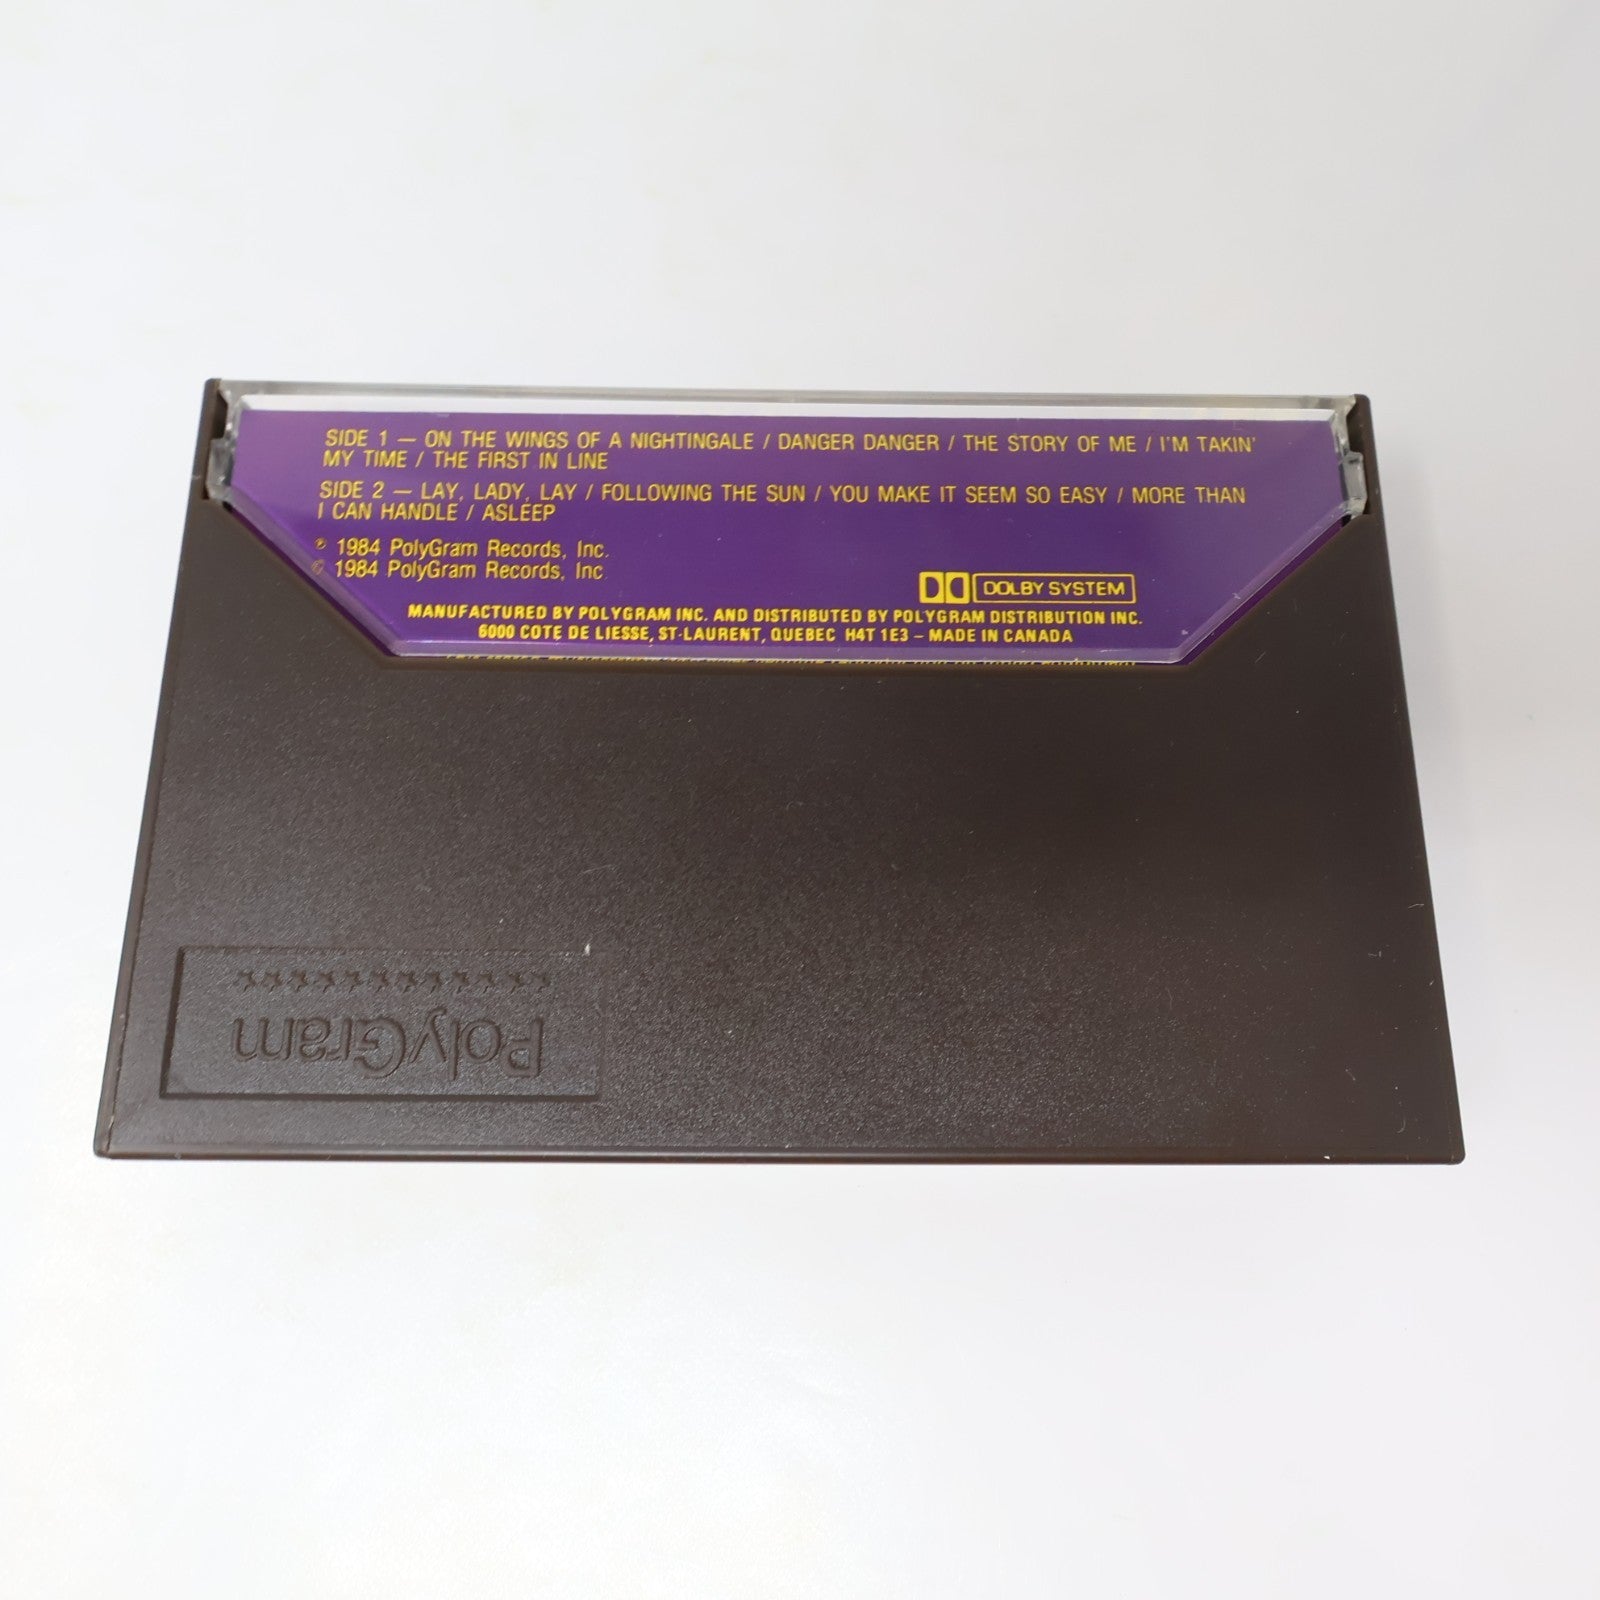 SIDE 1 — ON THE WINGS OF A NIGHTINGALE / DANGER DANGER / THE STORY OF ME / I'M TAKIN'
MY TIME / THE FIRST IN LINE
SIDE 2 — LAY, LADY, LAY / FOLLOWING THE SUN / YOU MAKE IT SEEM SO EASY / MORE THAN
I CAN HANDLE / ASLEEP
℗ 1984 PolyGram Records, Inc.
© 1984 PolyGram Records, Inc
DOLBY SYSTEM
MANUFACTURED BY POLYGRAM INC. AND DISTRIBUTED BY POLYGRAM DISTRIBUTION INC.
6000 COTE DE LIESSE, ST-LAURENT, QUEBEC H4T 1E3 – MADE IN CANADA
PolyGram